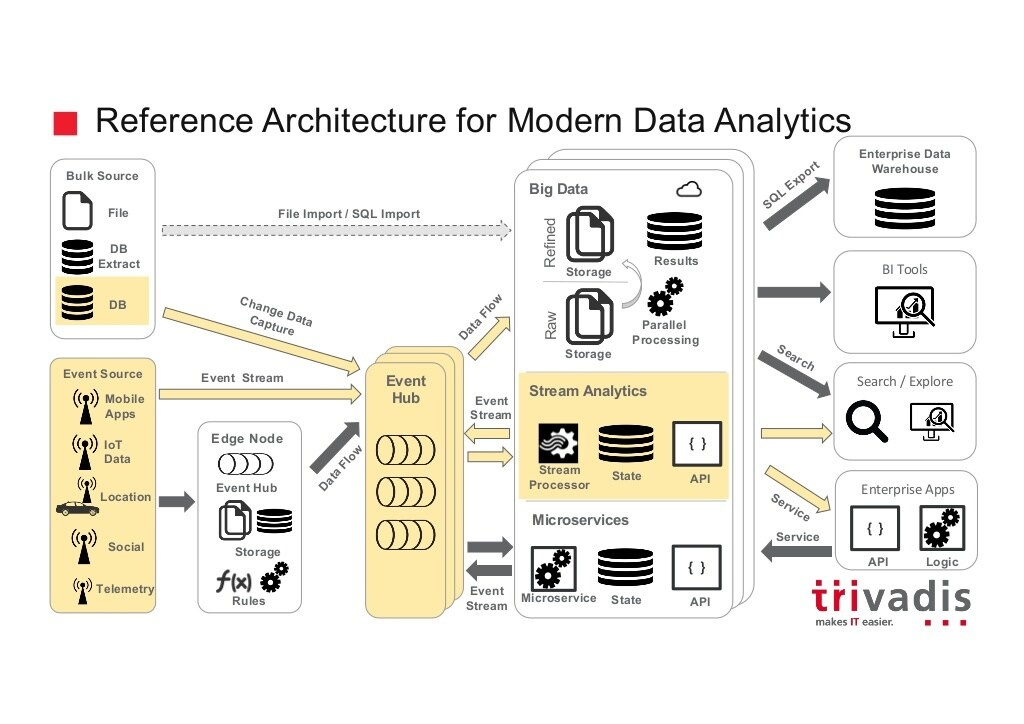 Reference Architecture for Modern Data Analytics
Bulk Source
File
DB
Extract
DB
Event Source
Mobile
Apps
IoT
Data
Location
Social
Telemetry
File Import / SQL Import
Change Data
Capture
Event Stream
Edge Node
Event Hub
Storage
f(x)
Rules
Data Flow
Event
Hub
Data Flow
Event
Stream
Event
Stream
Big Data
Refined
Storage
Results
Raw
Storage
Parallel
Processing
Stream Analytics
Stream
Processor
State
{ }
API
Microservices
Microservice
State
{ }
API
SQL Export
Search
Service
Service
Enterprise Data
Warehouse
BI Tools
Search / Explore
Enterprise Apps
{ }
API
Logic
trivadis
makes IT easier.